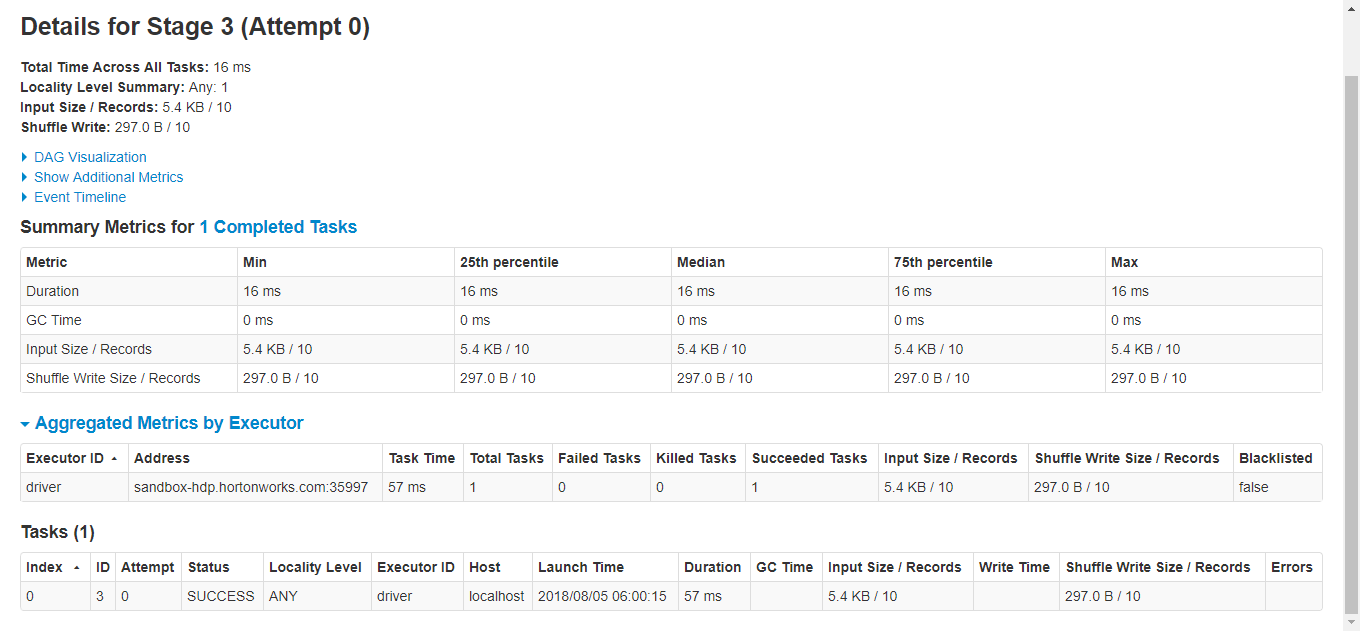 Details for Stage 3 (Attempt 0)
Total Time Across All Tasks: 16 ms
Locality Level Summary: Any: 1
Input Size / Records: 5.4 KB / 10
Shuffle Write: 297.0 B / 10
DAG Visualization
Show Additional Metrics
Event Timeline
Summary Metrics for 1 Completed Tasks
Metric Min 25th percentile Median 75th percentile Max
Duration 16 ms 16 ms 16 ms 16 ms 16 ms
GC Time 0 ms 0 ms 0 ms 0 ms 0 ms
Input Size / Records 5.4 KB / 10 5.4 KB / 10 5.4 KB / 10 5.4 KB / 10 5.4 KB / 10
Shuffle Write Size / Records 297.0 B / 10 297.0 B / 10 297.0 B / 10 297.0 B / 10 297.0 B / 10
Aggregated Metrics by Executor
Executor ID Address Task Time Total Tasks Failed Tasks Killed Tasks Succeeded Tasks Input Size / Records Shuffle Write Size / Records Blacklisted
driver sandbox-hdp.hortonworks.com:35997 57 ms 1 0 0 1 5.4 KB / 10 297.0 B / 10 false
Tasks (1)
Index ID Attempt Status Locality Level Executor ID Host Launch Time Duration GC Time Input Size / Records Write Time Shuffle Write Size / Records Errors
0 3 0 SUCCESS ANY driver localhost 2018/08/05 06:00:15 57 ms 5.4 KB / 10 297.0 B / 10